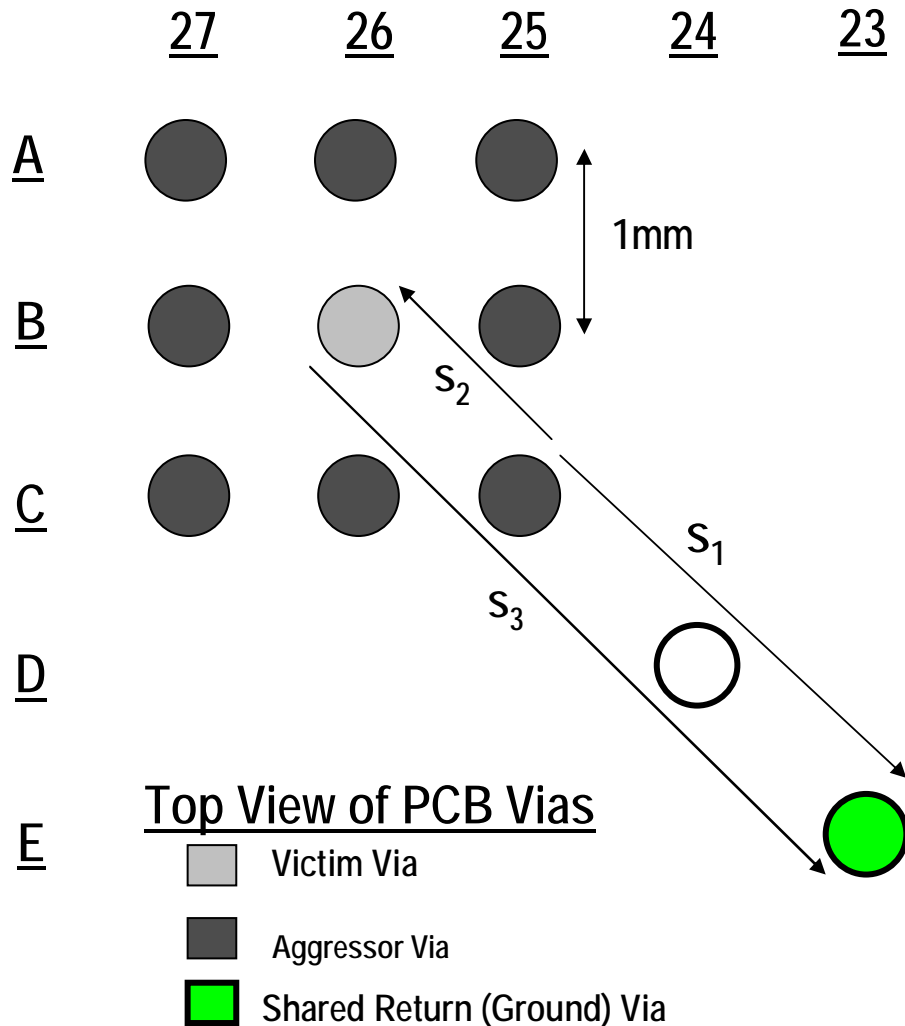 27 26 25 24 23
A
1mm
B
s2
C
s1
s3
D
Top View of PCB Vias
E
Victim Via
Aggressor Via
Shared Return (Ground) Via